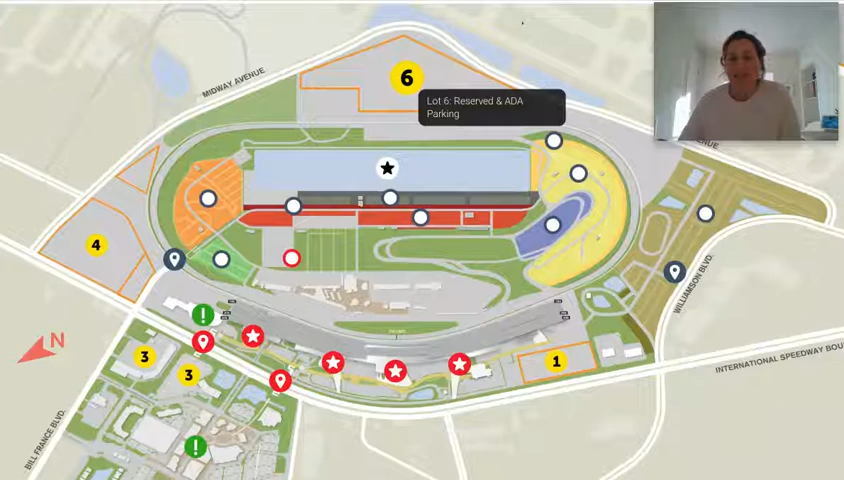 MIDWAY AVENUE
6
Lot 6: Reserved & ADA
Parking
AVENUE
4
N
3
3
1
WILLIAMSON BLVD.
INTERNATIONAL SPEEDWAY BOU
BILL FRANCE BLVD.